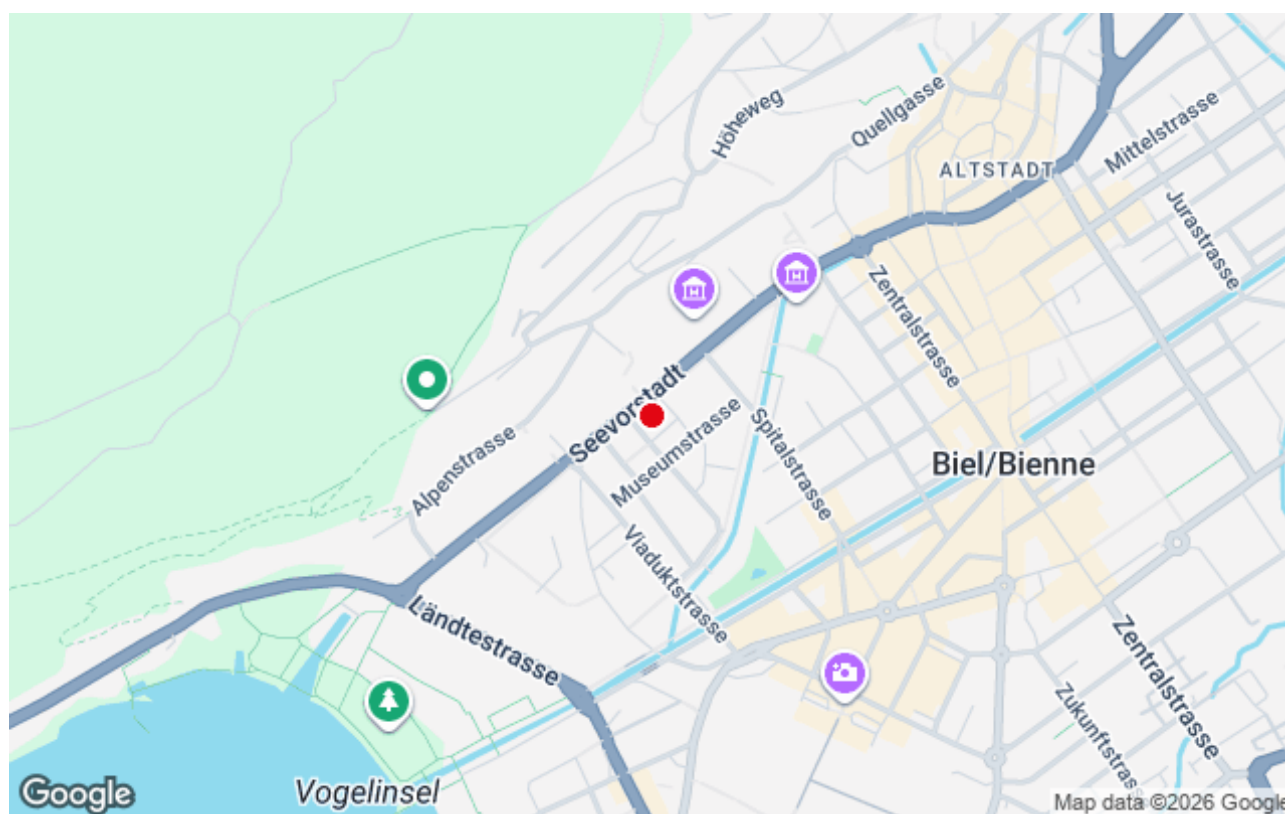 Höheweg
Quellgasse
Mittelstrasse
ALTSTADT
Jurastrasse
Zentralstrasse
Seevorstadt
Museumstrasse
Spitalstrasse
Alpenstrasse
Biel/Bienne
Viaduktstrasse
Ländtestrasse
Zentralstrasse
Zukunftstrasse
Vogelinsel
Google
Map data ©2026 Google